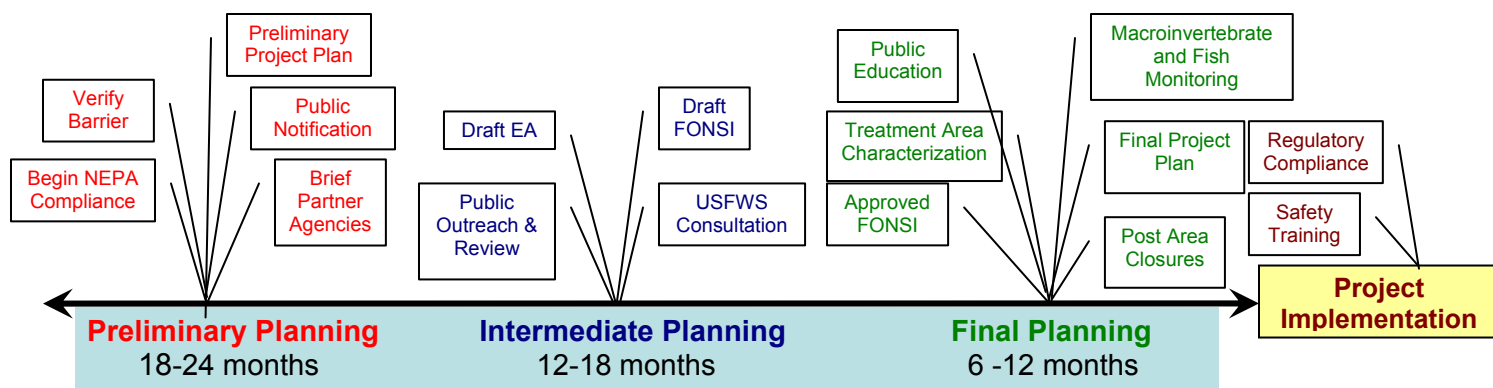 Preliminary
Project Plan
Verify
Barrier
Public
Notification
Begin NEPA
Compliance
Brief
Partner
Agencies
Draft EA
Draft
FONSI
Public
Outreach &
Review
USFWS
Consultation
Public
Education
Macroinvertebrate
and Fish
Monitoring
Treatment Area
Characterization
Final Project
Plan
Approved
FONSI
Post Area
Closures
Regulatory
Compliance
Safety
Training
Preliminary Planning
18-24 months
Intermediate Planning
12-18 months
Final Planning
6 -12 months
Project
Implementation